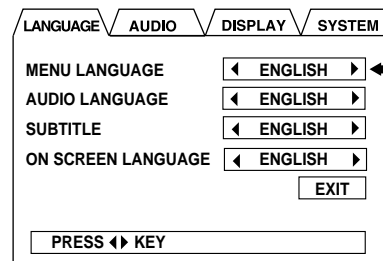 LANGUAGE AUDIO DISPLAY SYSTEM
MENU LANGUAGE ◀ ENGLISH ▶
AUDIO LANGUAGE ◀ ENGLISH ▶
SUBTITLE ◀ ENGLISH ▶
ON SCREEN LANGUAGE ◀ ENGLISH ▶
EXIT
PRESS ◀▶ KEY